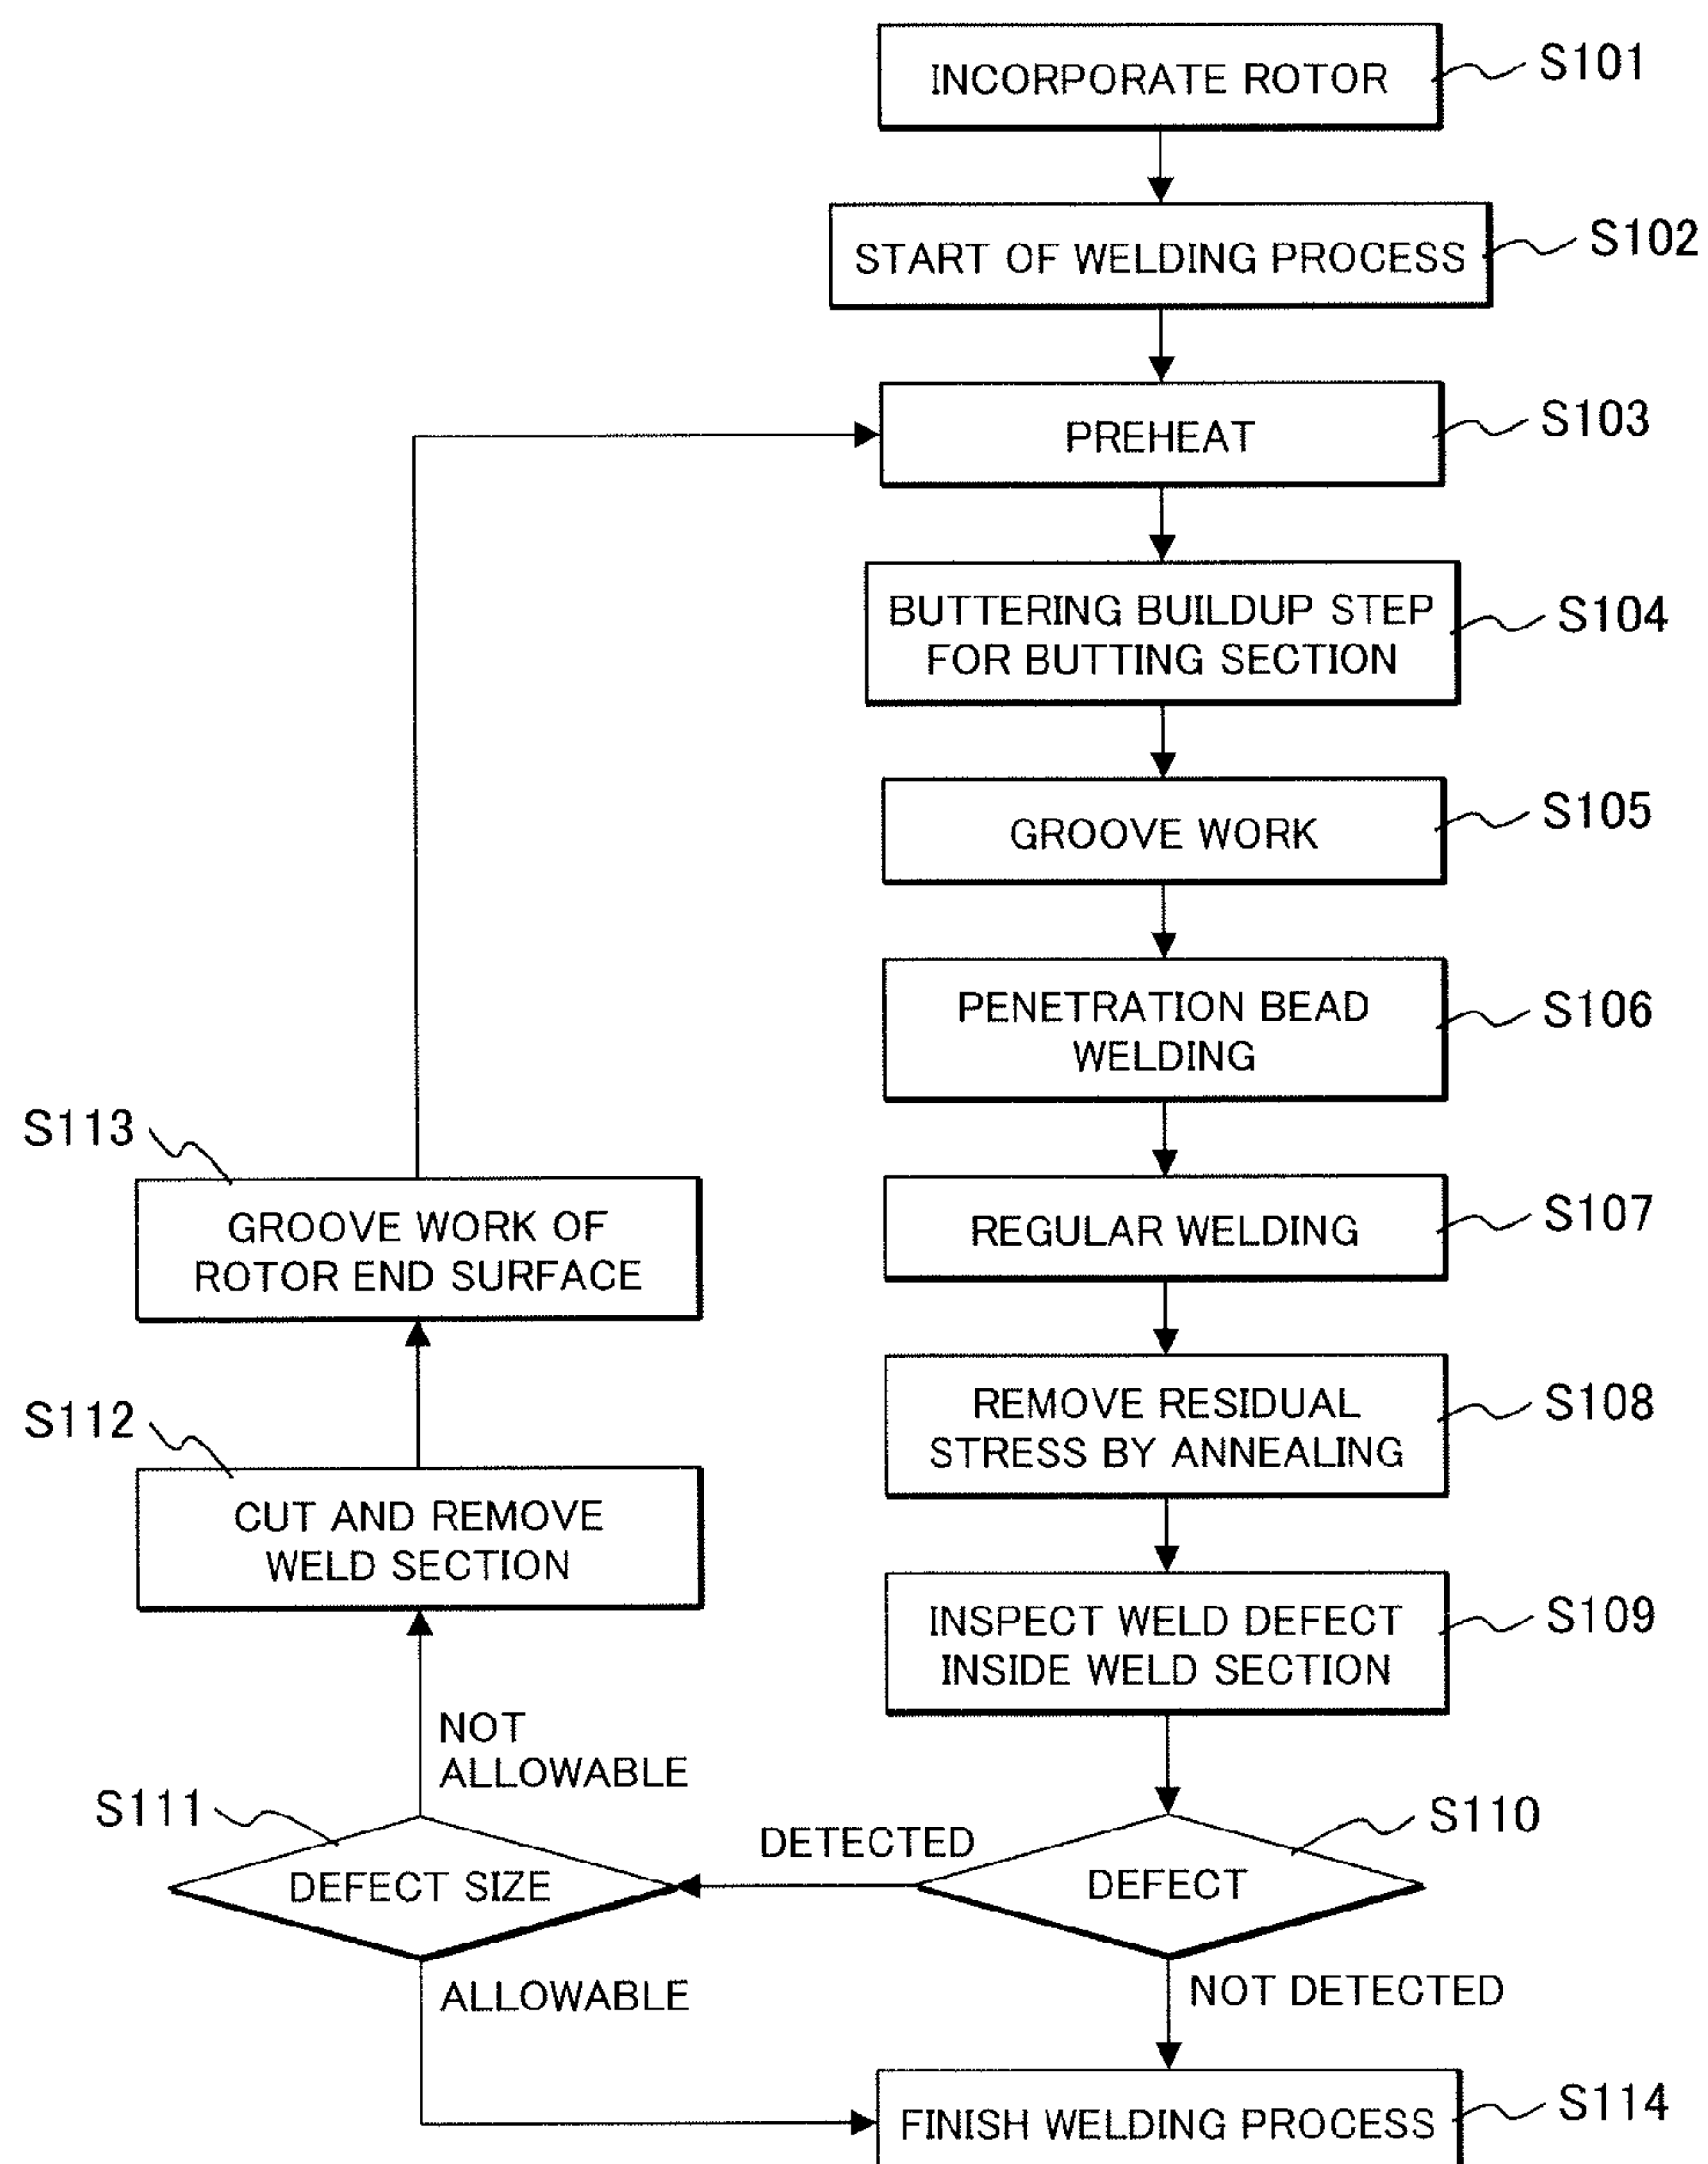 INCORPORATE ROTOR
S101
START OF WELDING PROCESS
S102
PREHEAT
S103
BUTTERING BUILDUP STEP
FOR BUTTING SECTION
S104
GROOVE WORK
S105
PENETRATION BEAD
WELDING
S106
REGULAR WELDING
S107
REMOVE RESIDUAL
STRESS BY ANNEALING
S108
INSPECT WELD DEFECT
INSIDE WELD SECTION
S109
DEFECT
S110
DETECTED
NOT DETECTED
DEFECT SIZE
S111
NOT
ALLOWABLE
ALLOWABLE
CUT AND REMOVE
WELD SECTION
S112
GROOVE WORK OF
ROTOR END SURFACE
S113
FINISH WELDING PROCESS
S114